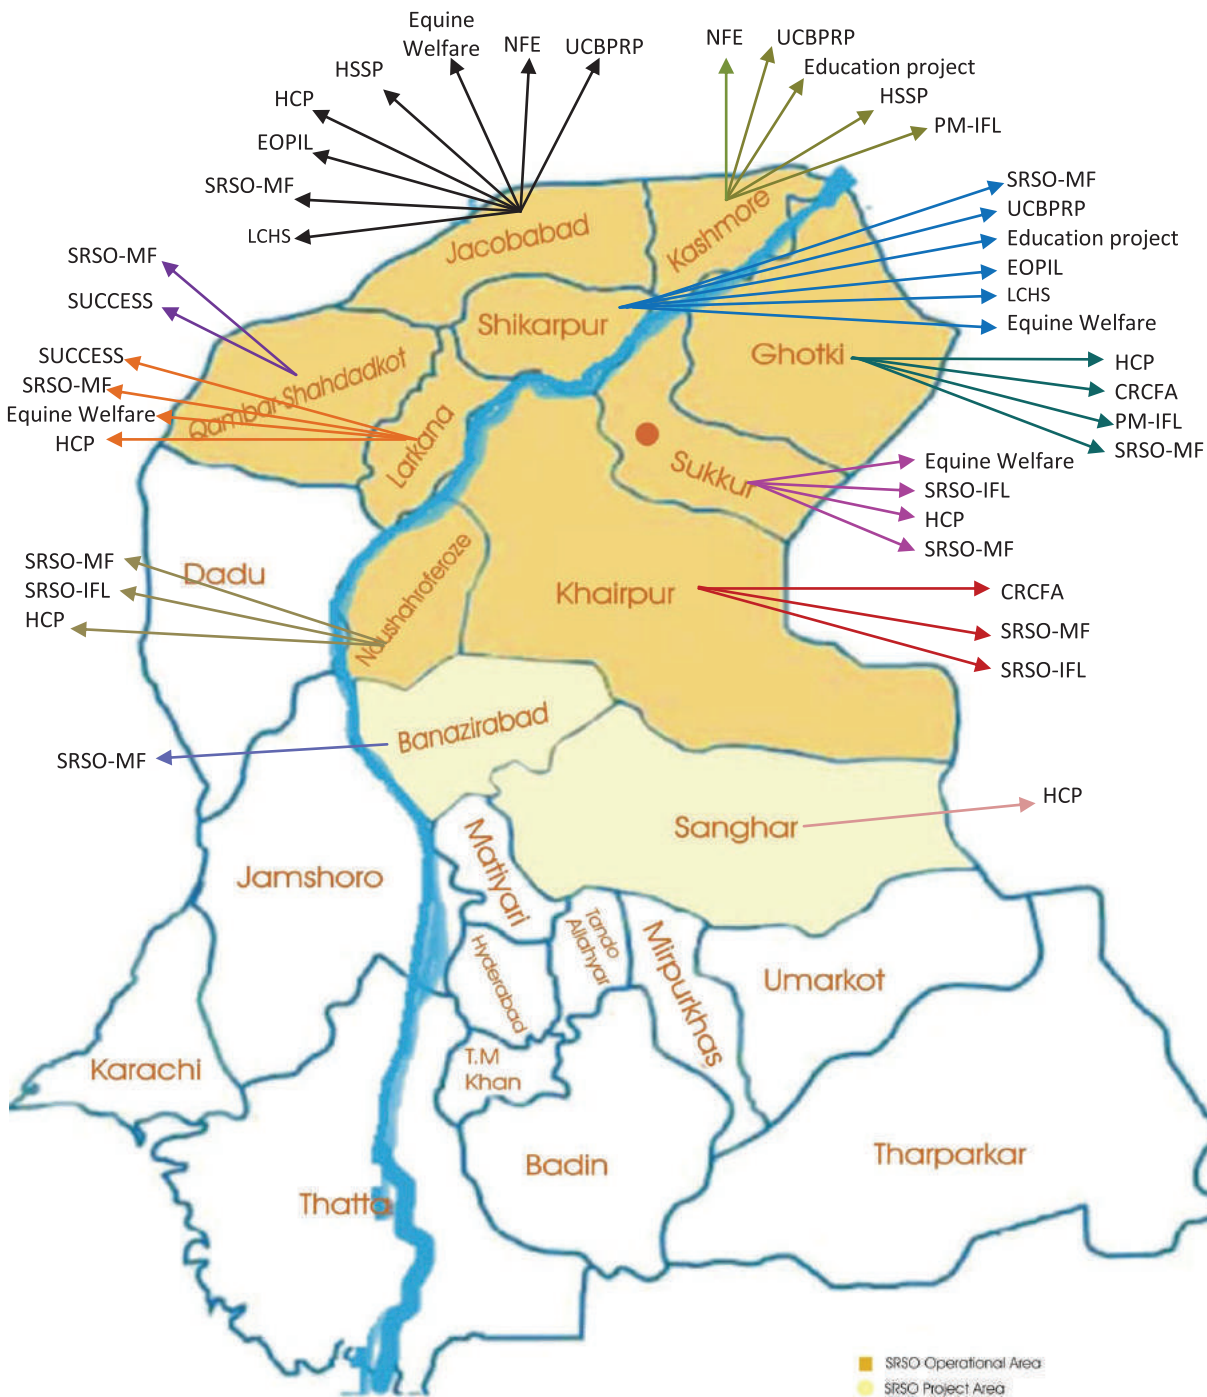 Equine
Welfare
NFE
UCBPRP
HSSP
HCP
EOPIL
SRSO-MF
LCHS
NFE
UCBPRP
Education project
HSSP
PM-IFL
Jacobabad
Kashmore
SRSO-MF
UCBPRP
Education project
EOPIL
LCHS
Equine Welfare
SRSO-MF
SUCCESS
Shikarpur
Ghotki
SUCCESS
SRSO-MF
Equine Welfare
HCP
Qambar-Shahdadkot
Larkana
HCP
CRCFA
PM-IFL
SRSO-MF
Sukkur
Equine Welfare
SRSO-IFL
HCP
SRSO-MF
SRSO-MF
SRSO-IFL
HCP
Dadu
Naushahroferoze
Khairpur
CRCFA
SRSO-MF
SRSO-IFL
SRSO-MF
Banazirabad
Sanghar
HCP
Jamshoro
Matiyari
Hyderabad
Tando
Allahyar
Mirpurkhas
Umarkot
Karachi
T.M
Khan
Badin
Tharparkar
Thatta
SRSO Operational Area
SRSO Project Area